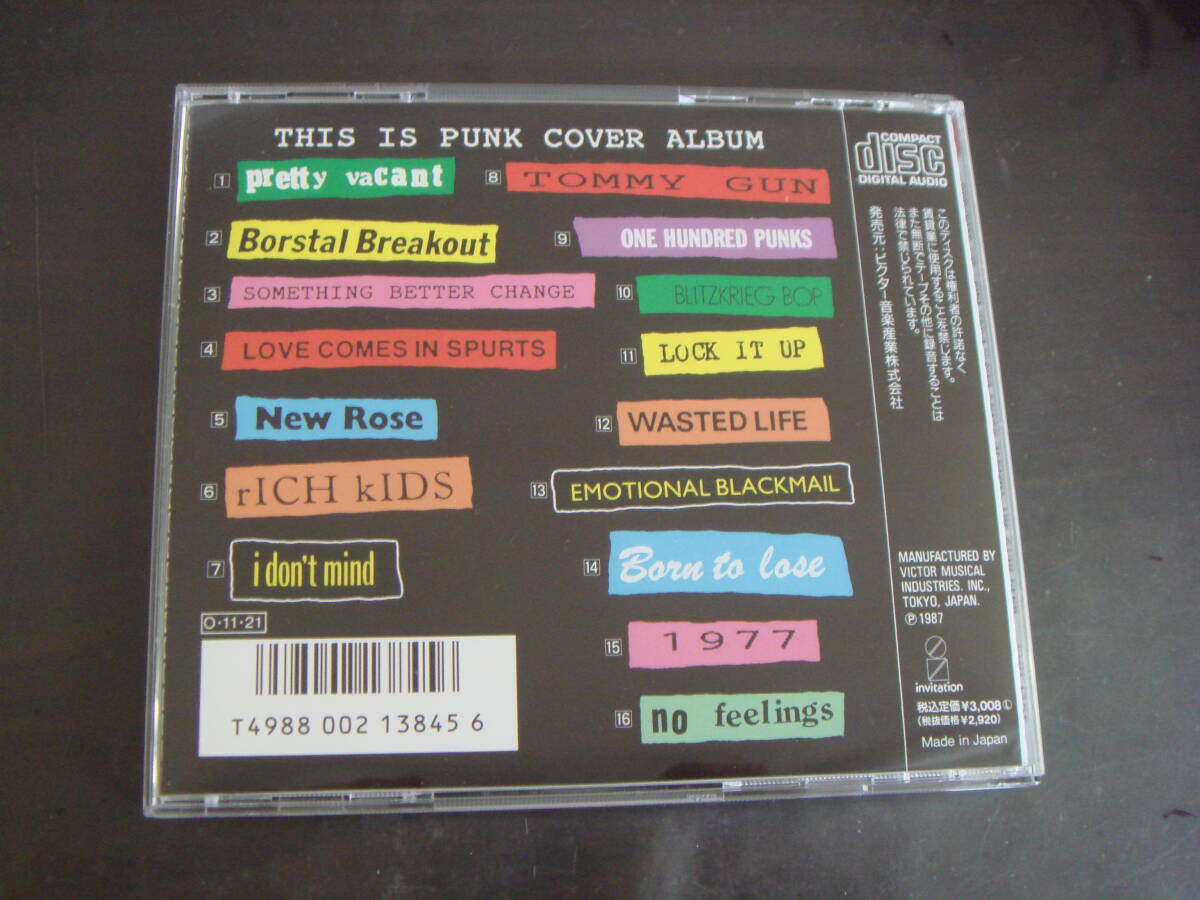 THIS IS PUNK COVER ALBUM
1 pretty vacant
2 Borstal Breakout
3 SOMETHING BETTER CHANGE
4 LOVE COMES IN SPURTS
5 New Rose
6 rICH kIDS
7 i don't mind
8 TOMMY GUN
9 ONE HUNDRED PUNKS
10 BLITZKRIEG BOP
11 LOCK IT UP
12 WASTED LIFE
13 EMOTIONAL BLACKMAIL
14 Born to lose
15 1977
16 no feelings
O·11·21
T4988 002 13845 6
COMPACT
disc
DIGITAL AUDIO
このディスクは権利者の許諾なく
賃貸業に使用することを禁じます。
また無断でテープその他に録音することは
法律で禁じられています。
発売元:ビクター音楽産業株式会社
MANUFACTURED BY
VICTOR MUSICAL
INDUSTRIES. INC.,
TOKYO, JAPAN.
℗ 1987
invitation
税込定価¥3,008Ⓛ
(税抜価格¥2,920)
Made in Japan